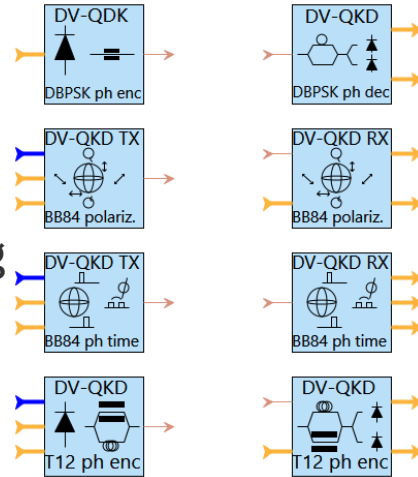 DV-QDK
DBPSK ph enc
DV-QKD
DBPSK ph dec
DV-QKD TX
BB84 polariz.
DV-QKD RX
BB84 polariz.
g
DV-QKD TX
BB84 ph time
DV-QKD RX
BB84 ph time
DV-QKD
T12 ph enc
DV-QKD
T12 ph enc